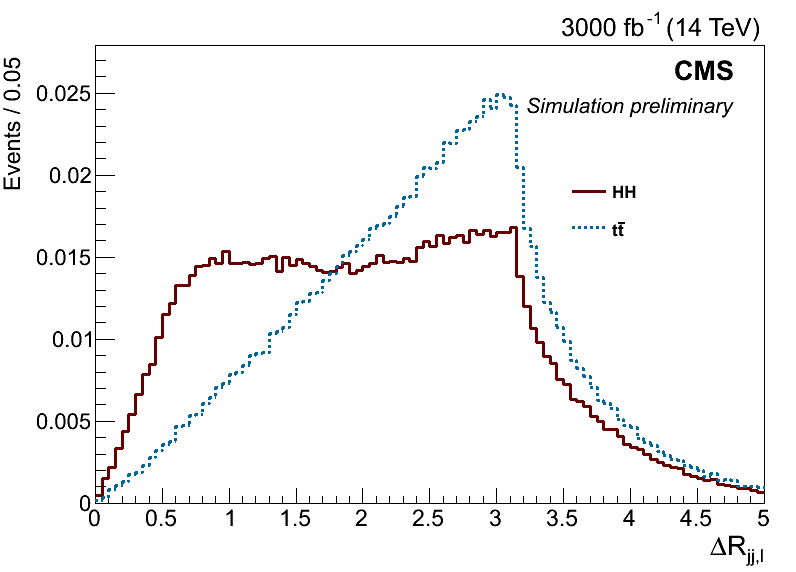 3000 fb⁻¹ (14 TeV)
CMS
Simulation preliminary
Events / 0.05
0.025
0.02
0.015
0.01
0.005
0
HH
tt̄
0 0.5 1 1.5 2 2.5 3 3.5 4 4.5 5
ΔR_jj,l